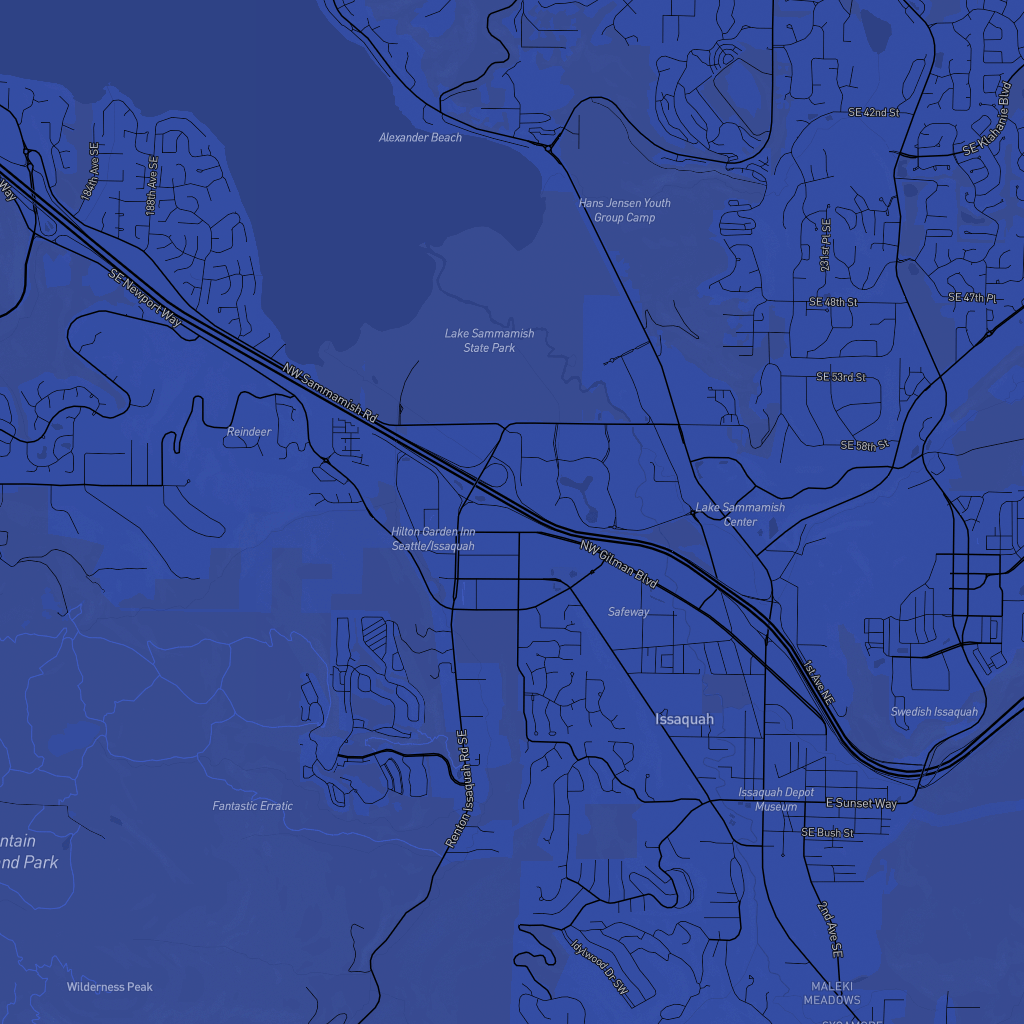 SE 42nd St
SE Klahanie Blvd
Alexander Beach
184th Ave SE
188th Ave SE
Way
Hans Jensen Youth
Group Camp
231st PLSE
SE Newport Way
SE 48th St
SE 47th Pl
Lake Sammamish
State Park
NW Sammamish Rd
SE 53rd St
Reindeer
SE 58th St
Lake Sammamish
Center
Hilton Garden Inn
Seattle/Issaquah
NW Gilman Blvd
Safeway
1st Ave NE
Swedish Issaquah
Issaquah
Renton Issaquah Rd SE
Fantastic Erratic
Issaquah Depot
Museum
E Sunset Way
SE Bush St
ntain
nd Park
2nd Ave SE
Idylwood Dr SW
Wilderness Peak
MALEKI
MEADOWS
SYCAMORE